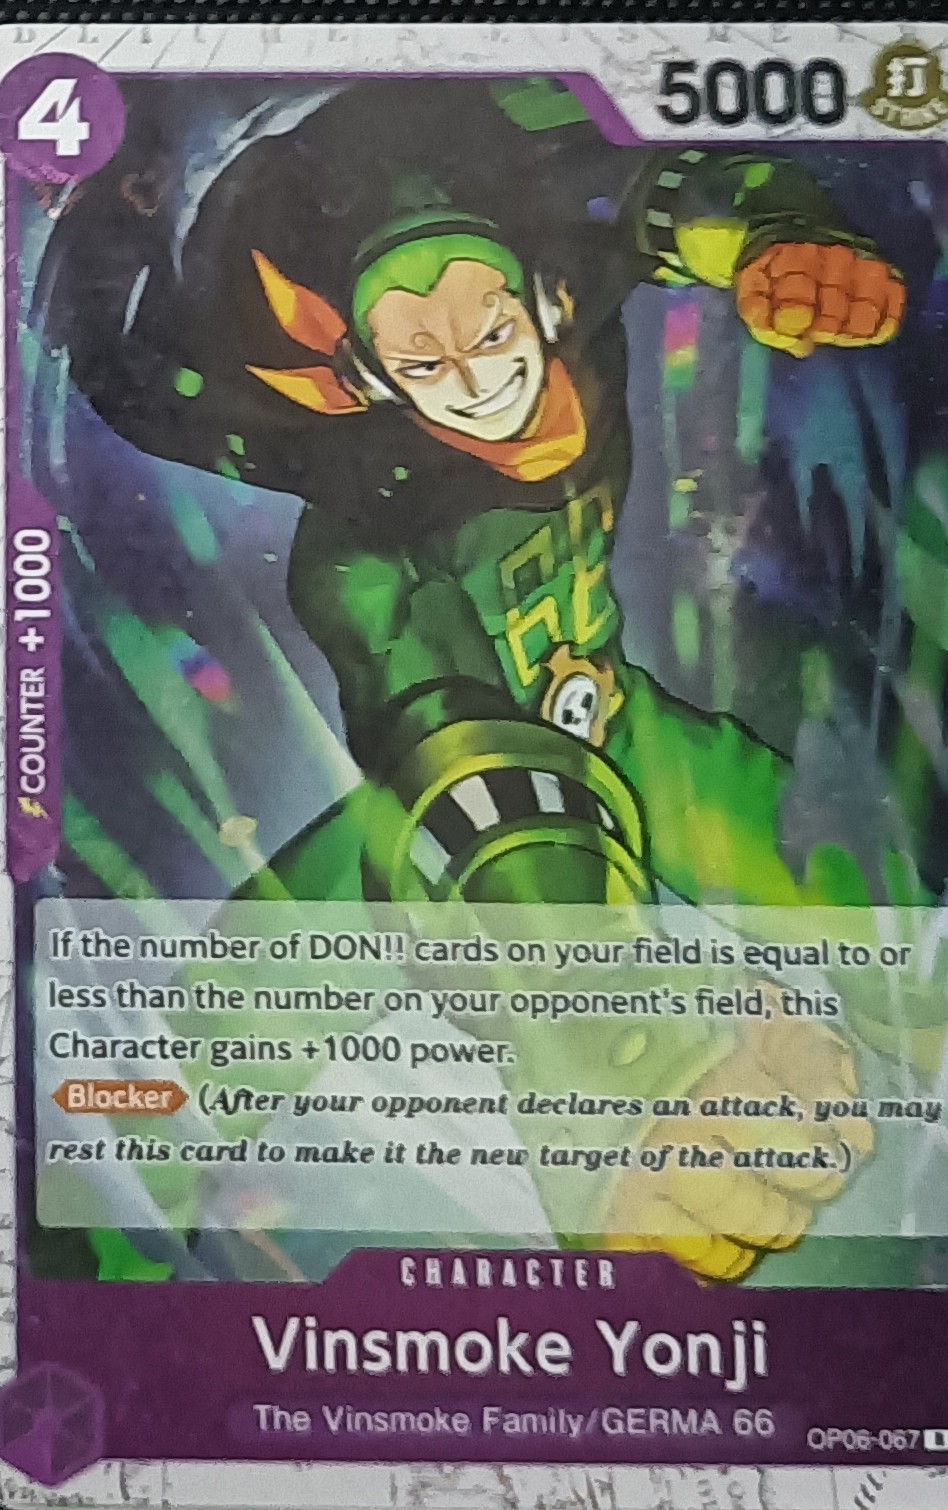 4
5000
打
STRIKE
COUNTER +1000
66
If the number of DON!! cards on your field is equal to or
less than the number on your opponent's field, this
Character gains +1000 power.
Blocker (After your opponent declares an attack, you may
rest this card to make it the new target of the attack.)
CHARACTER
Vinsmoke Yonji
The Vinsmoke Family/GERMA 66
OP06-067